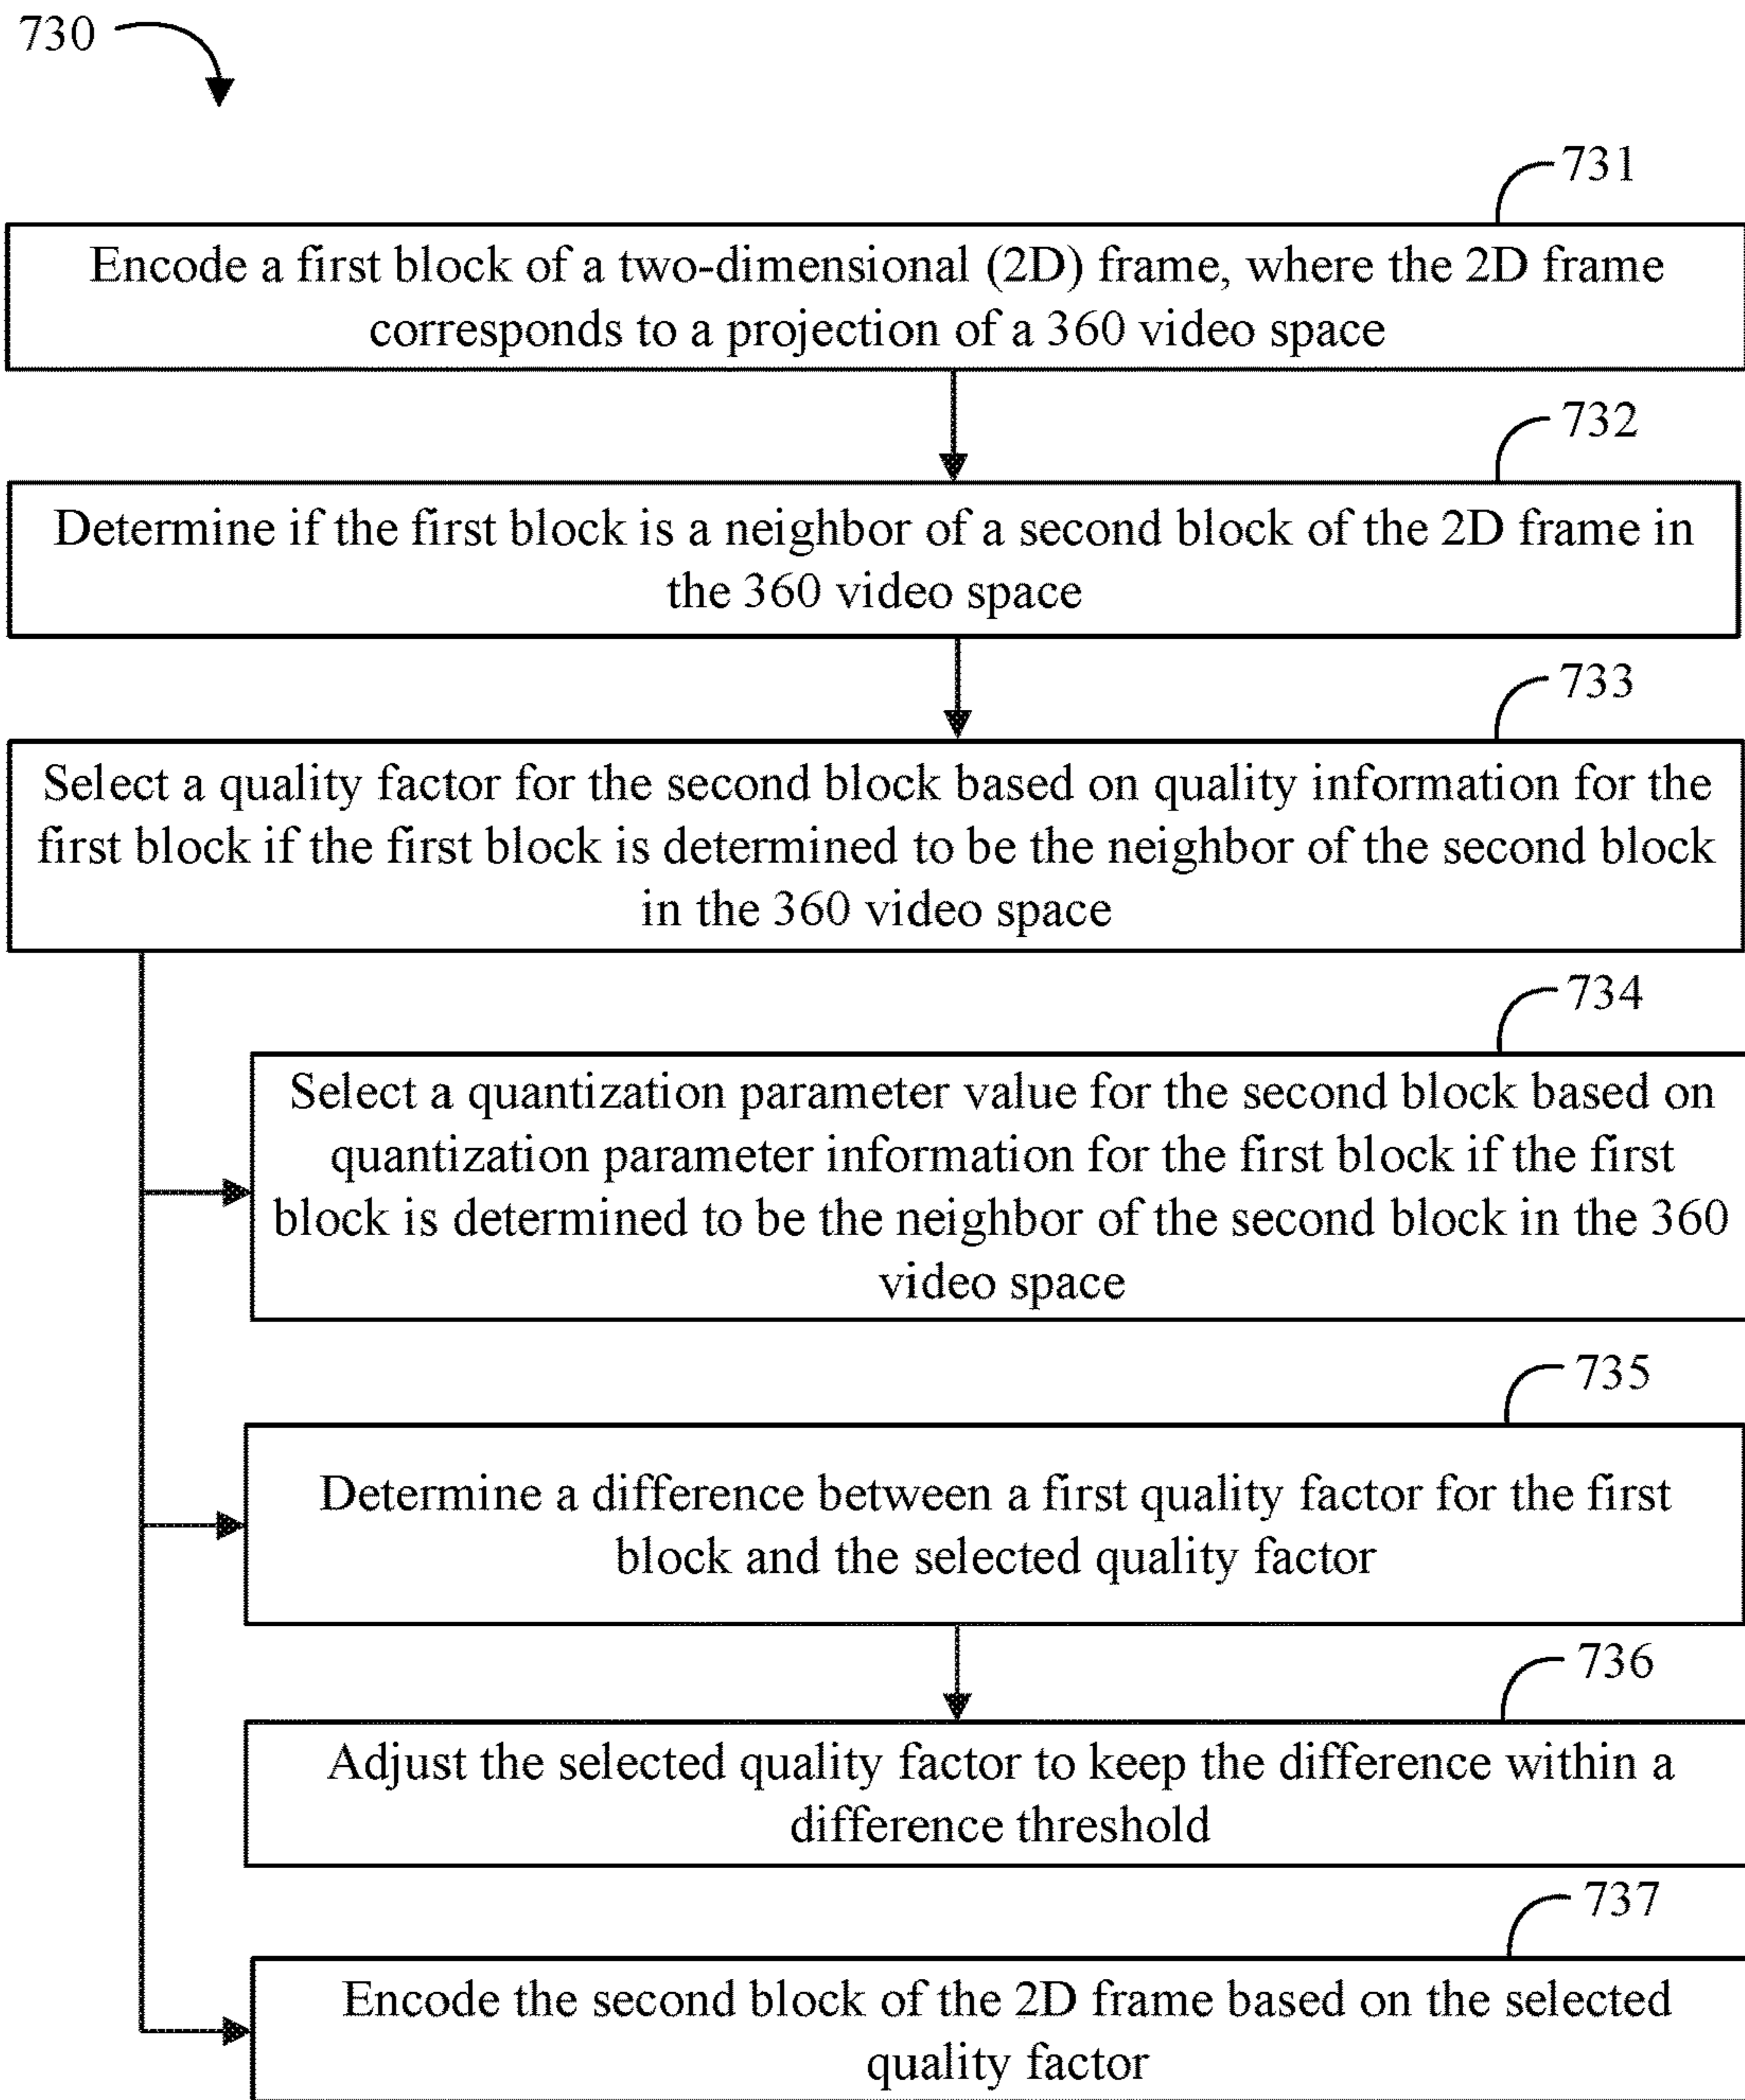 730
731
Encode a first block of a two-dimensional (2D) frame, where the 2D frame
corresponds to a projection of a 360 video space
732
Determine if the first block is a neighbor of a second block of the 2D frame in
the 360 video space
733
Select a quality factor for the second block based on quality information for the
first block if the first block is determined to be the neighbor of the second block
in the 360 video space
734
Select a quantization parameter value for the second block based on
quantization parameter information for the first block if the first
block is determined to be the neighbor of the second block in the 360
video space
735
Determine a difference between a first quality factor for the first
block and the selected quality factor
736
Adjust the selected quality factor to keep the difference within a
difference threshold
737
Encode the second block of the 2D frame based on the selected
quality factor